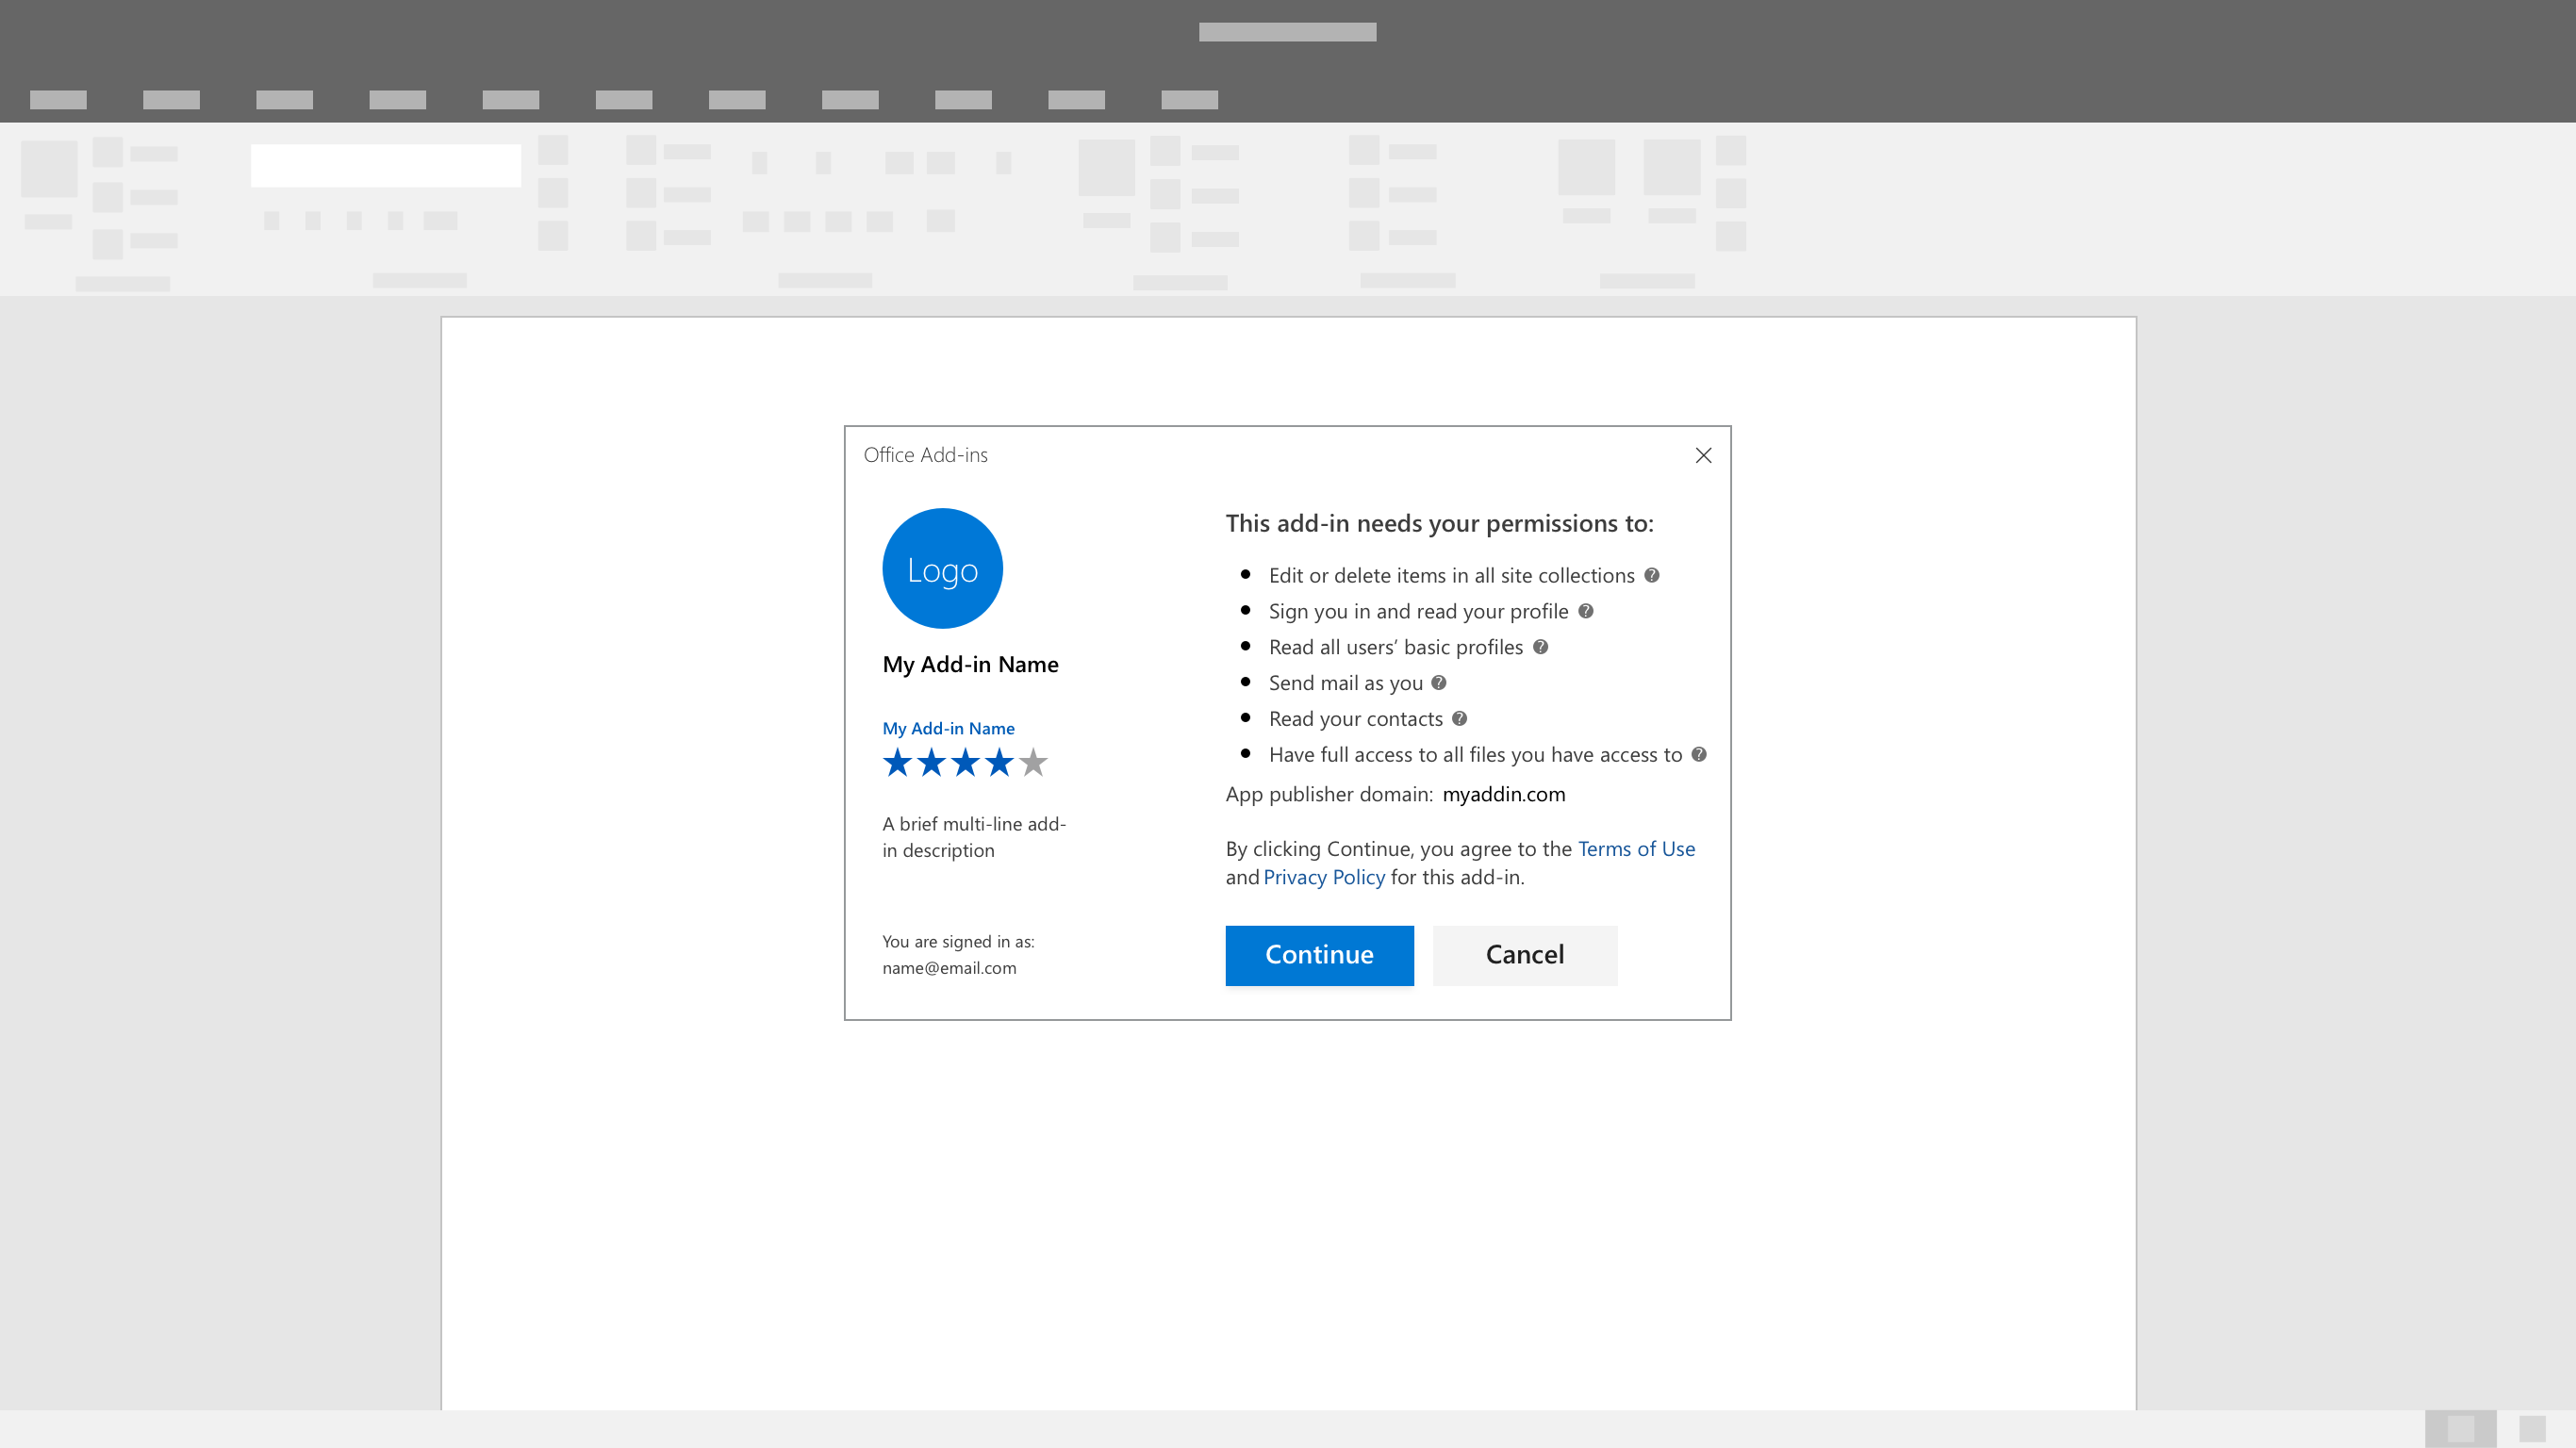 Office Add-ins
Logo
My Add-in Name
My Add-in Name
A brief multi-line add-
in description
You are signed in as:
name@email.com
This add-in needs your permissions to:
• Edit or delete items in all site collections ?
• Sign you in and read your profile ?
• Read all users’ basic profiles ?
• Send mail as you ?
• Read your contacts ?
• Have full access to all files you have access to ?
App publisher domain: myaddin.com
By clicking Continue, you agree to the Terms of Use
and Privacy Policy for this add-in.
Continue
Cancel